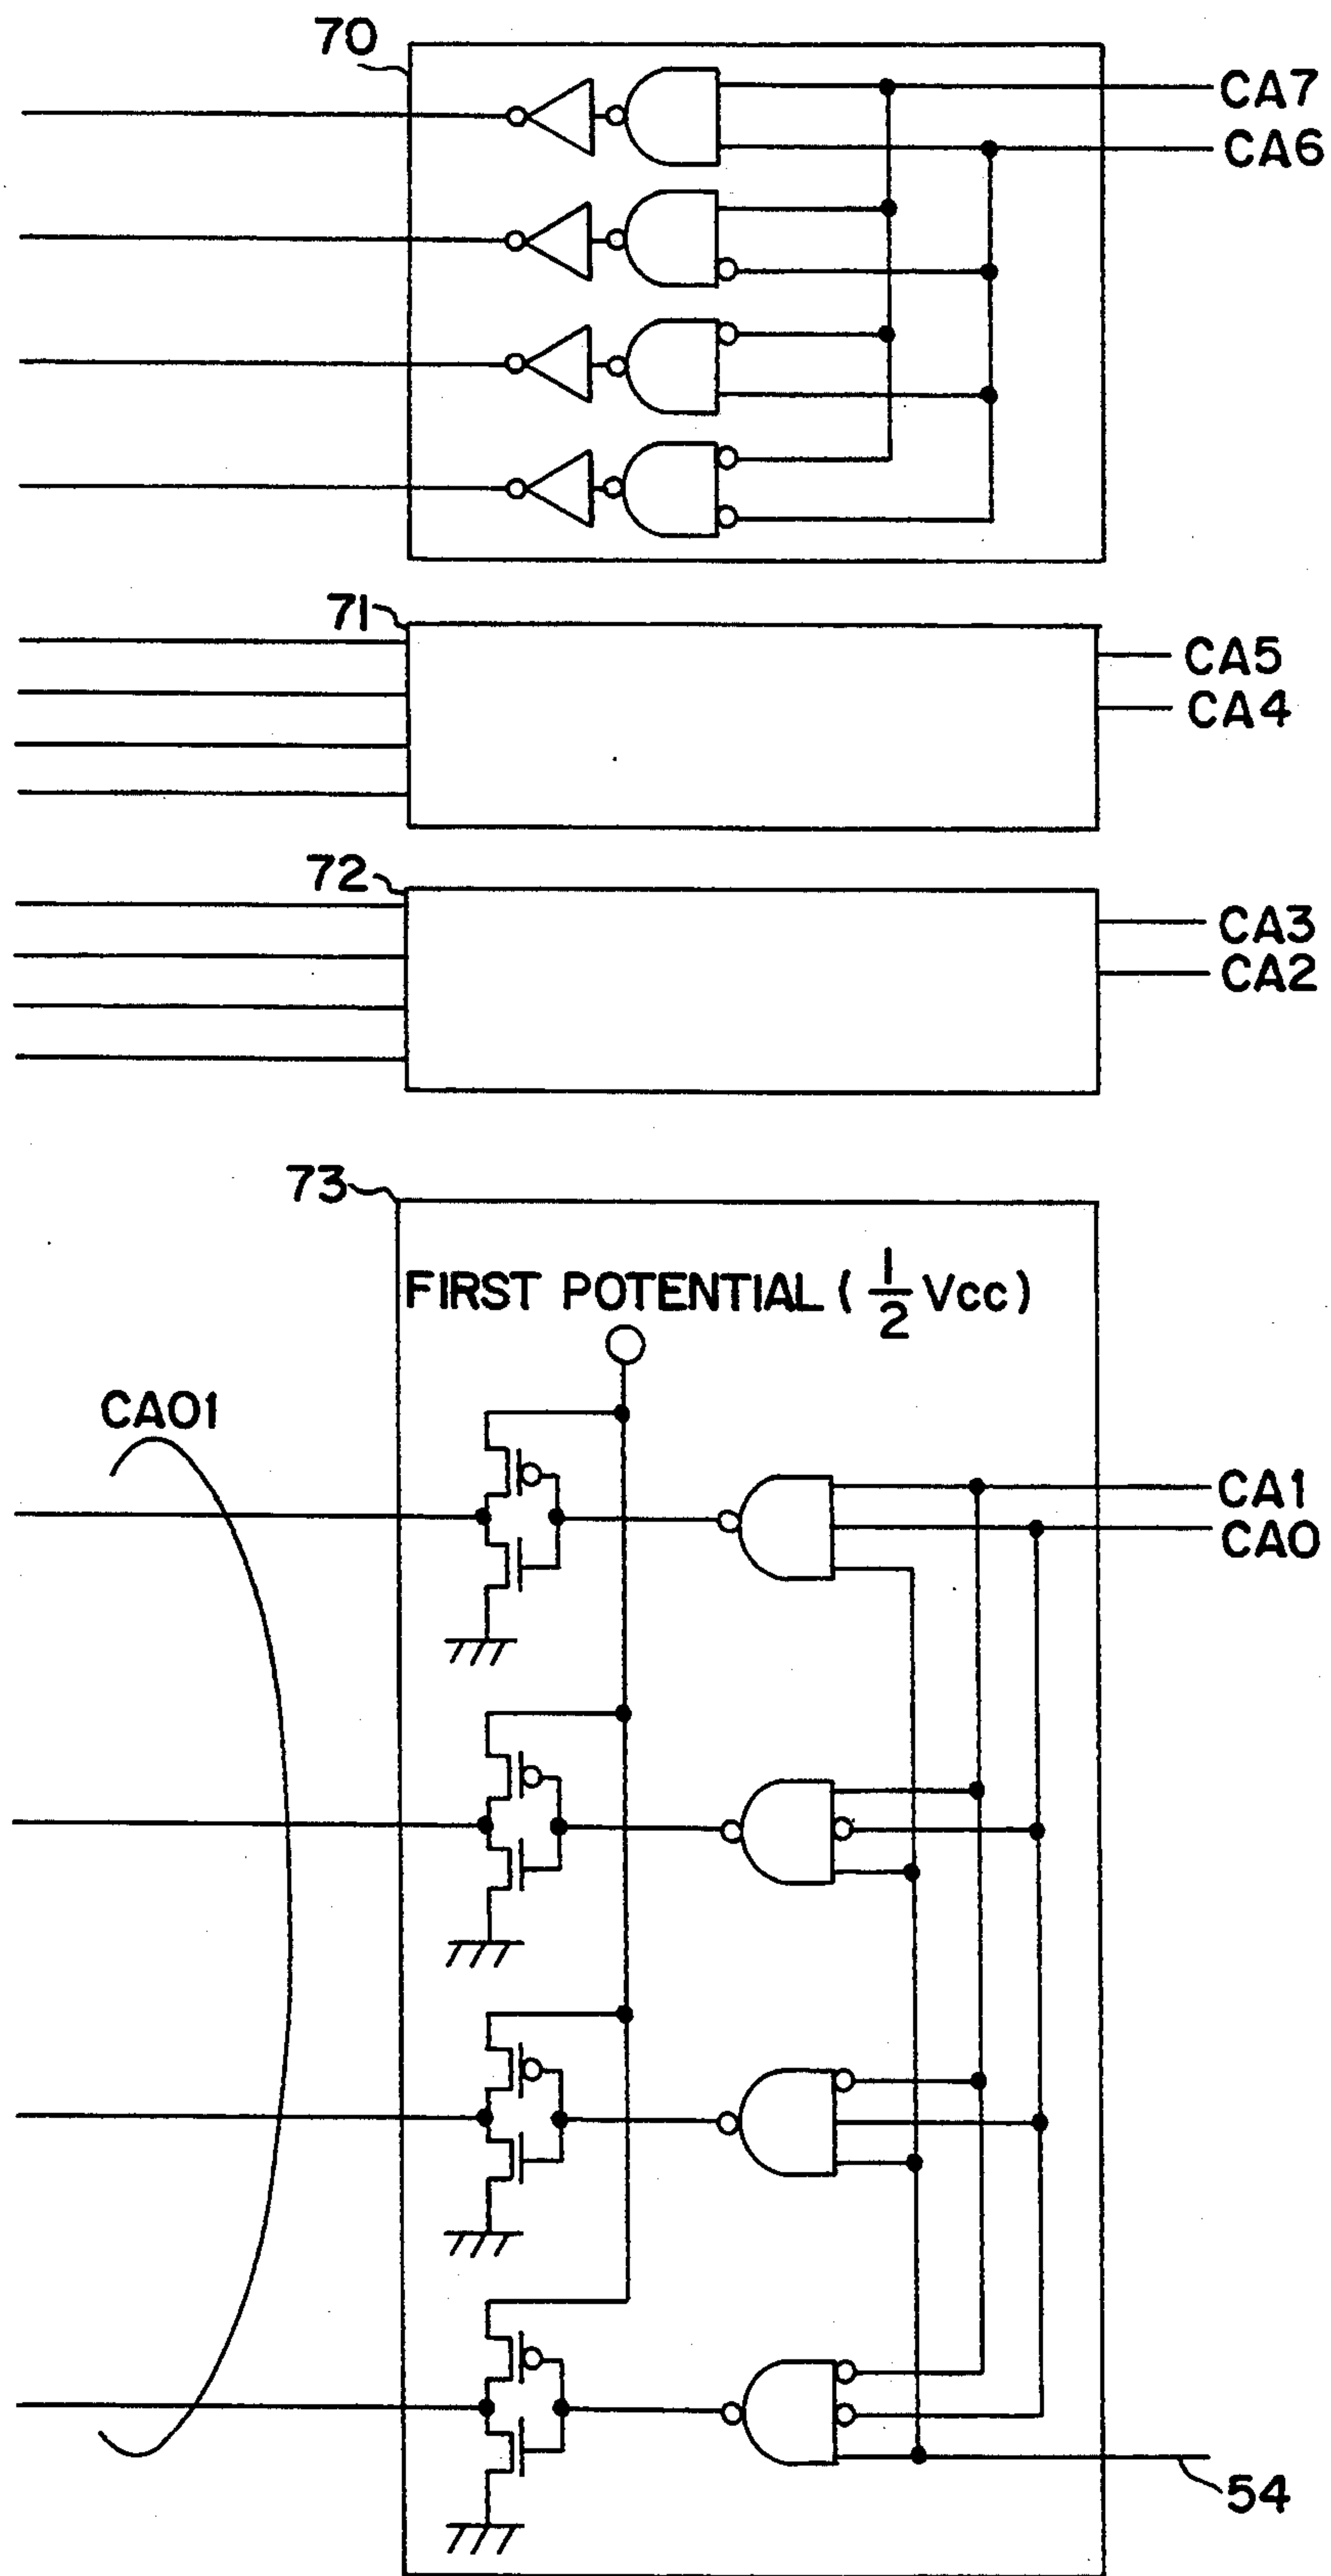 70
CA7
CA6
71
CA5
CA4
72
CA3
CA2
73
FIRST POTENTIAL ( 1/2 Vcc)
CA01
CA1
CA0
54